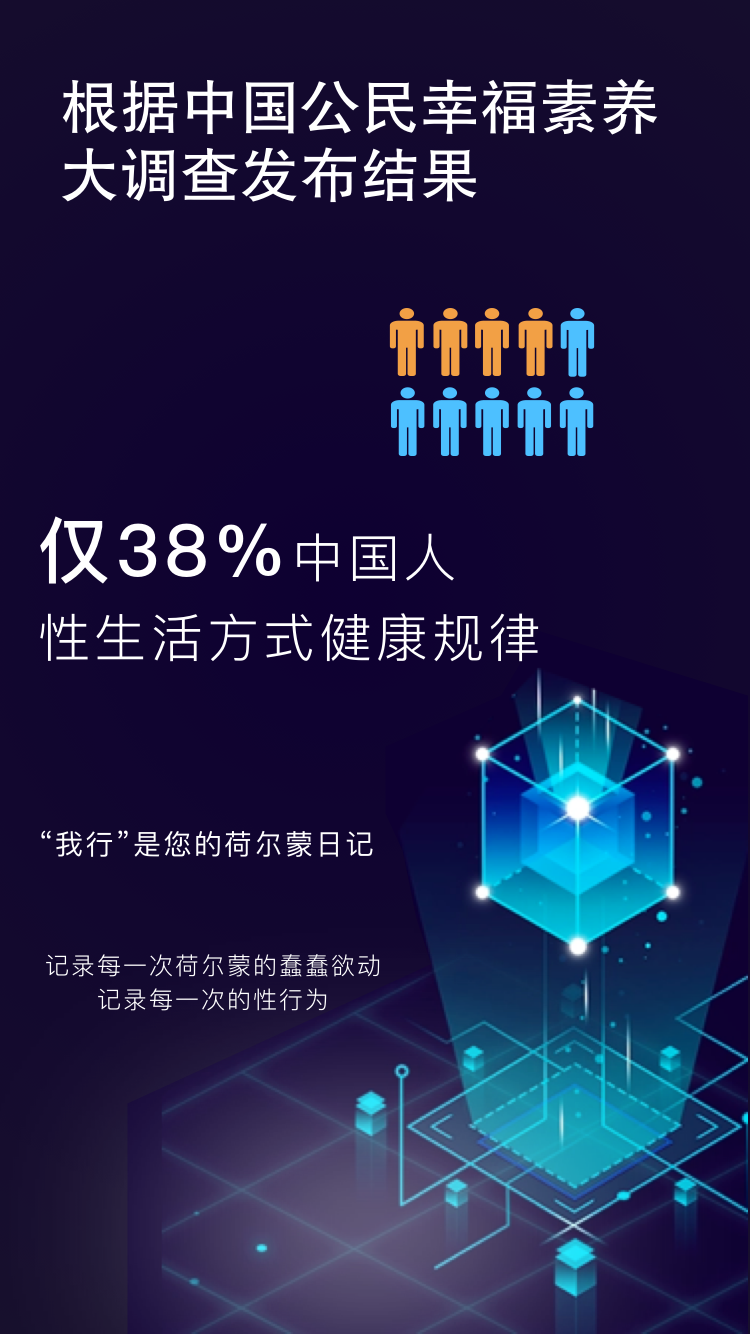 根据中国公民幸福素养
大调查发布结果
仅38%中国人
性生活方式健康规律
“我行”是您的荷尔蒙日记
记录每一次荷尔蒙的蠢蠢欲动
记录每一次的性行为